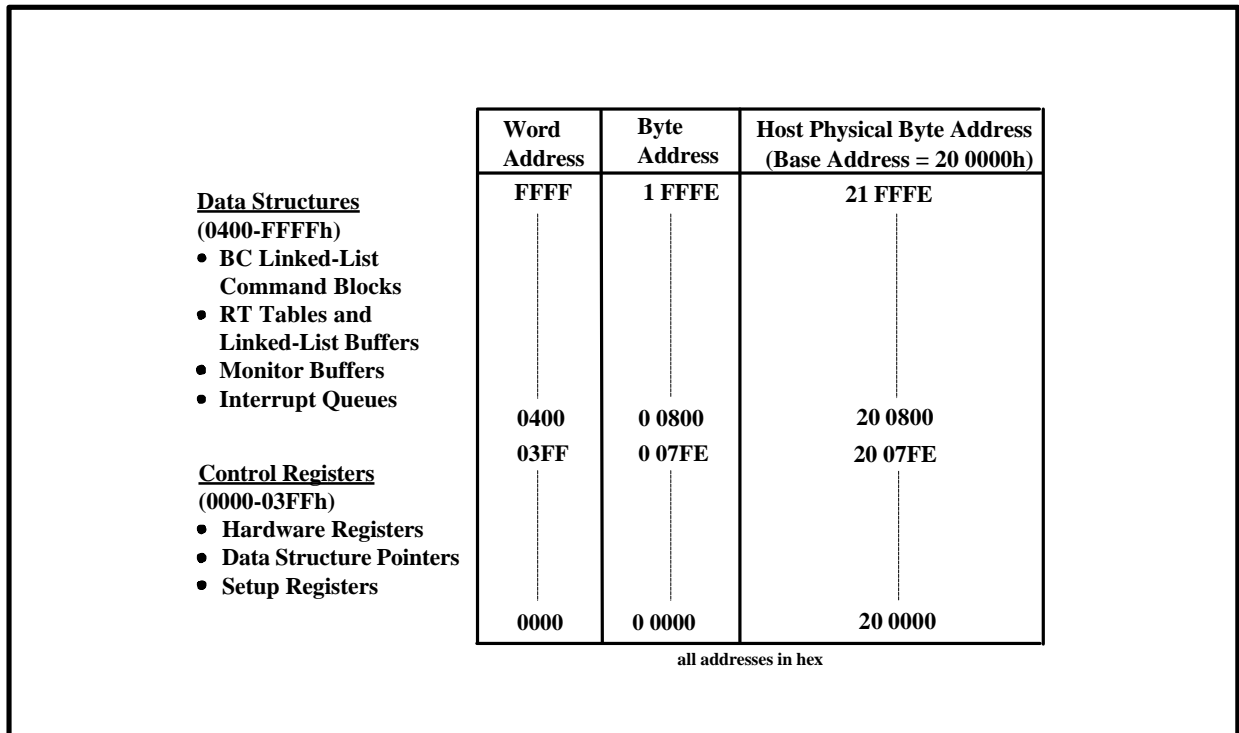 Word Address
Byte Address
Host Physical Byte Address
(Base Address = 20 0000h)
Data Structures
(0400-FFFFh)
• BC Linked-List
Command Blocks
• RT Tables and
Linked-List Buffers
• Monitor Buffers
• Interrupt Queues
FFFF 1 FFFE 21 FFFE
0400 0 0800 20 0800
03FF 0 07FE 20 07FE
Control Registers
(0000-03FFh)
• Hardware Registers
• Data Structure Pointers
• Setup Registers
0000 0 0000 20 0000
all addresses in hex